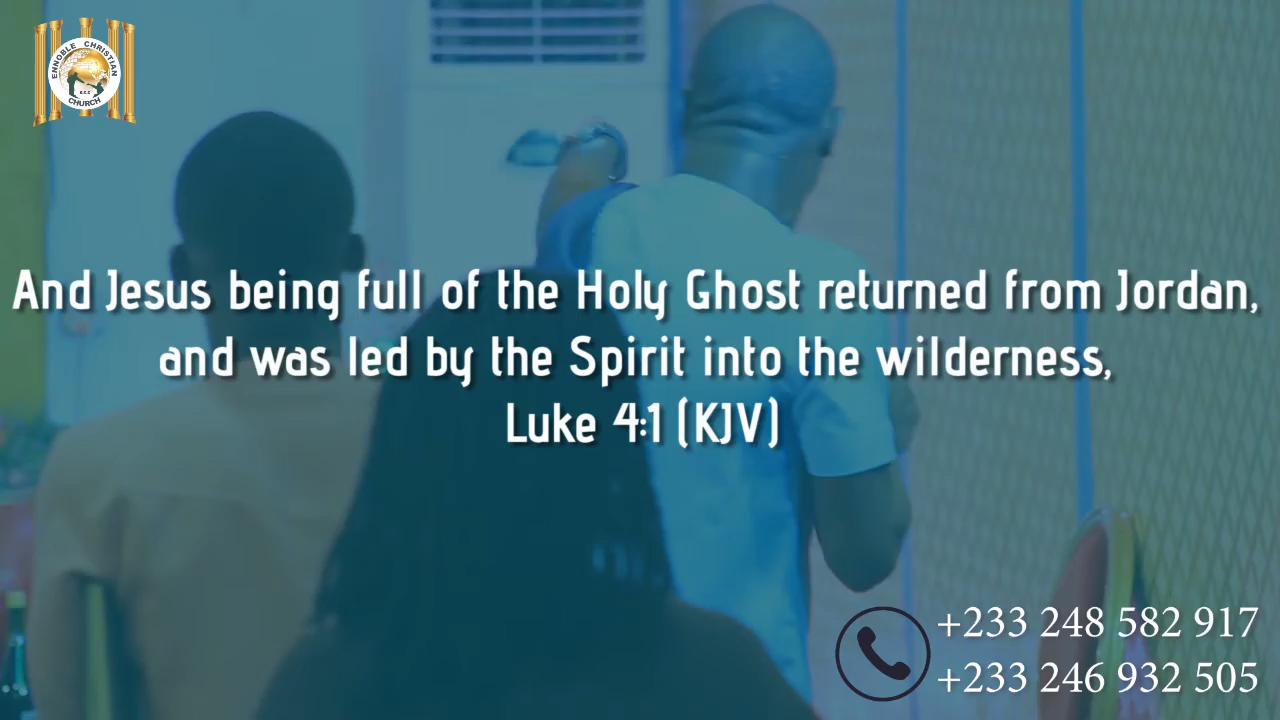 ENNOBLE CHRISTIAN
E.C.C
CHURCH
And Jesus being full of the Holy Ghost returned from Jordan,
and was led by the Spirit into the wilderness,
Luke 4:1 (KJV)
+233 248 582 917
+233 246 932 505